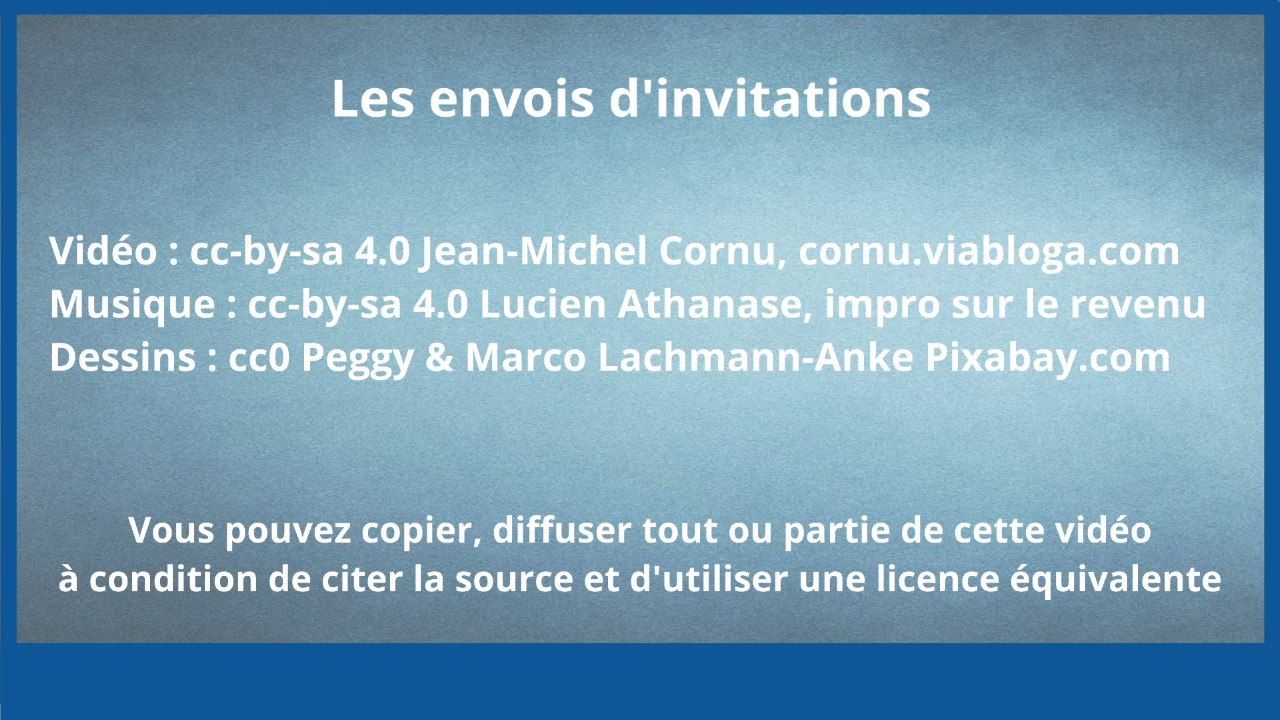 Les envois d'invitations
Vidéo : cc-by-sa 4.0 Jean-Michel Cornu, cornu.viabloga.com
Musique : cc-by-sa 4.0 Lucien Athanase, impro sur le revenu
Dessins : cc0 Peggy & Marco Lachmann-Anke Pixabay.com
Vous pouvez copier, diffuser tout ou partie de cette vidéo
à condition de citer la source et d'utiliser une licence équivalente